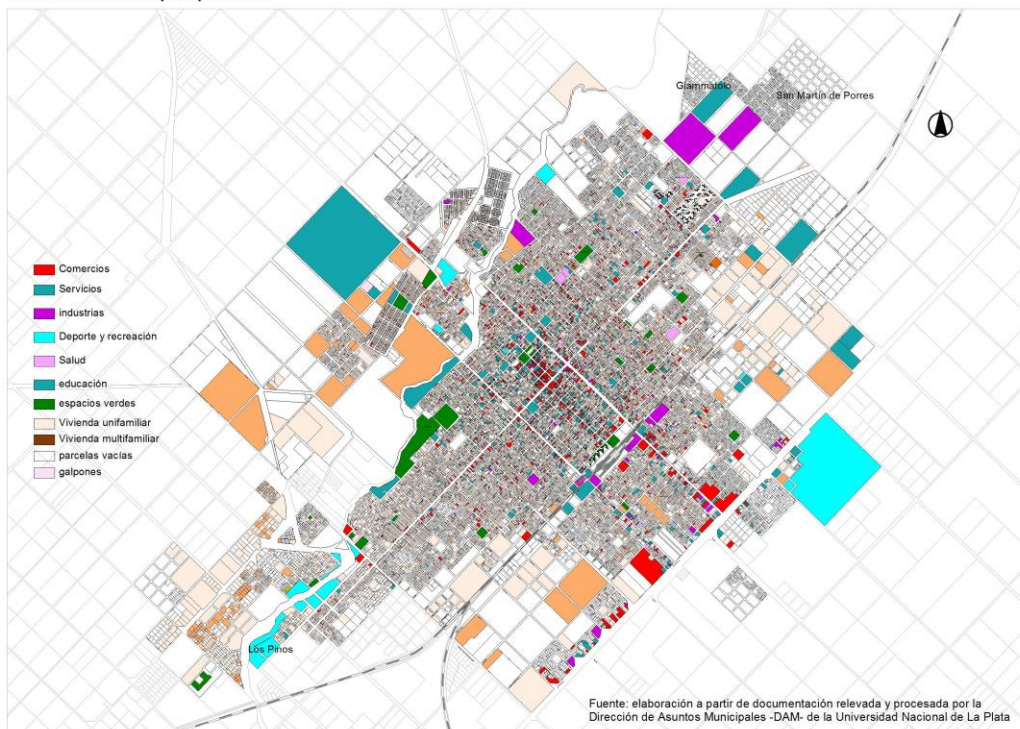 Giammátolo
San Martín de Porres
Comercios
Servicios
industrias
Deporte y recreación
Salud
educación
espacios verdes
Vivienda unifamiliar
Vivienda multifamiliar
parcelas vacías
galpones
Los Pinos
Fuente: elaboración a partir de documentación relevada y procesada por la
Dirección de Asuntos Municipales -DAM- de la Universidad Nacional de La Plata